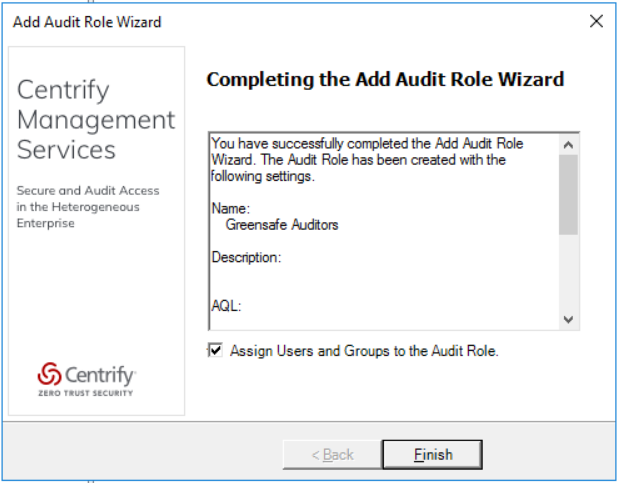 Add Audit Role Wizard
Centrify
Management
Services
Secure and Audit Access
in the Heterogeneous
Enterprise
Centrify
ZERO TRUST SECURITY
Completing the Add Audit Role Wizard
You have successfully completed the Add Audit Role
Wizard. The Audit Role has been created with the
following settings.
Name:
Greensafe Auditors
Description:
AQL:
Assign Users and Groups to the Audit Role.
< Back
Finish